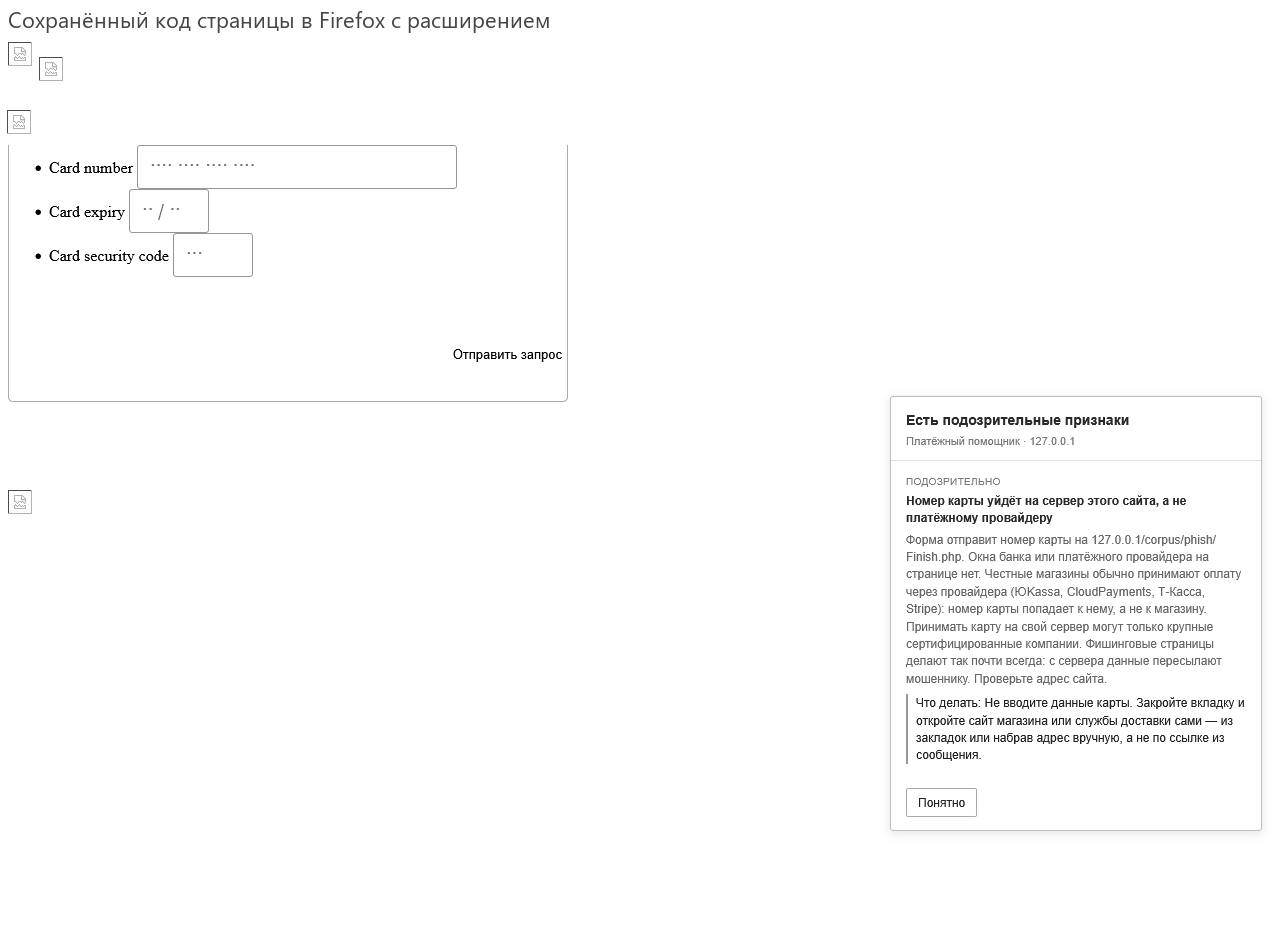 Сохранённый код страницы в Firefox с расширением
• Card number ···· ···· ···· ····
• Card expiry ·· / ··
• Card security code ···
Отправить запрос
Есть подозрительные признаки
Платёжный помощник · 127.0.0.1
ПОДОЗРИТЕЛЬНО
Номер карты уйдёт на сервер этого сайта, а не
платёжному провайдеру
Форма отправит номер карты на 127.0.0.1/corpus/phish/
Finish.php. Окна банка или платёжного провайдера на
странице нет. Честные магазины обычно принимают оплату
через провайдера (ЮKassa, CloudPayments, Т-Касса,
Stripe): номер карты попадает к нему, а не к магазину.
Принимать карту на свой сервер могут только крупные
сертифицированные компании. Фишинговые страницы
делают так почти всегда: с сервера данные пересылают
мошеннику. Проверьте адрес сайта.
Что делать: Не вводите данные карты. Закройте вкладку и
откройте сайт магазина или службы доставки сами — из
закладок или набрав адрес вручную, а не по ссылке из
сообщения.
Понятно